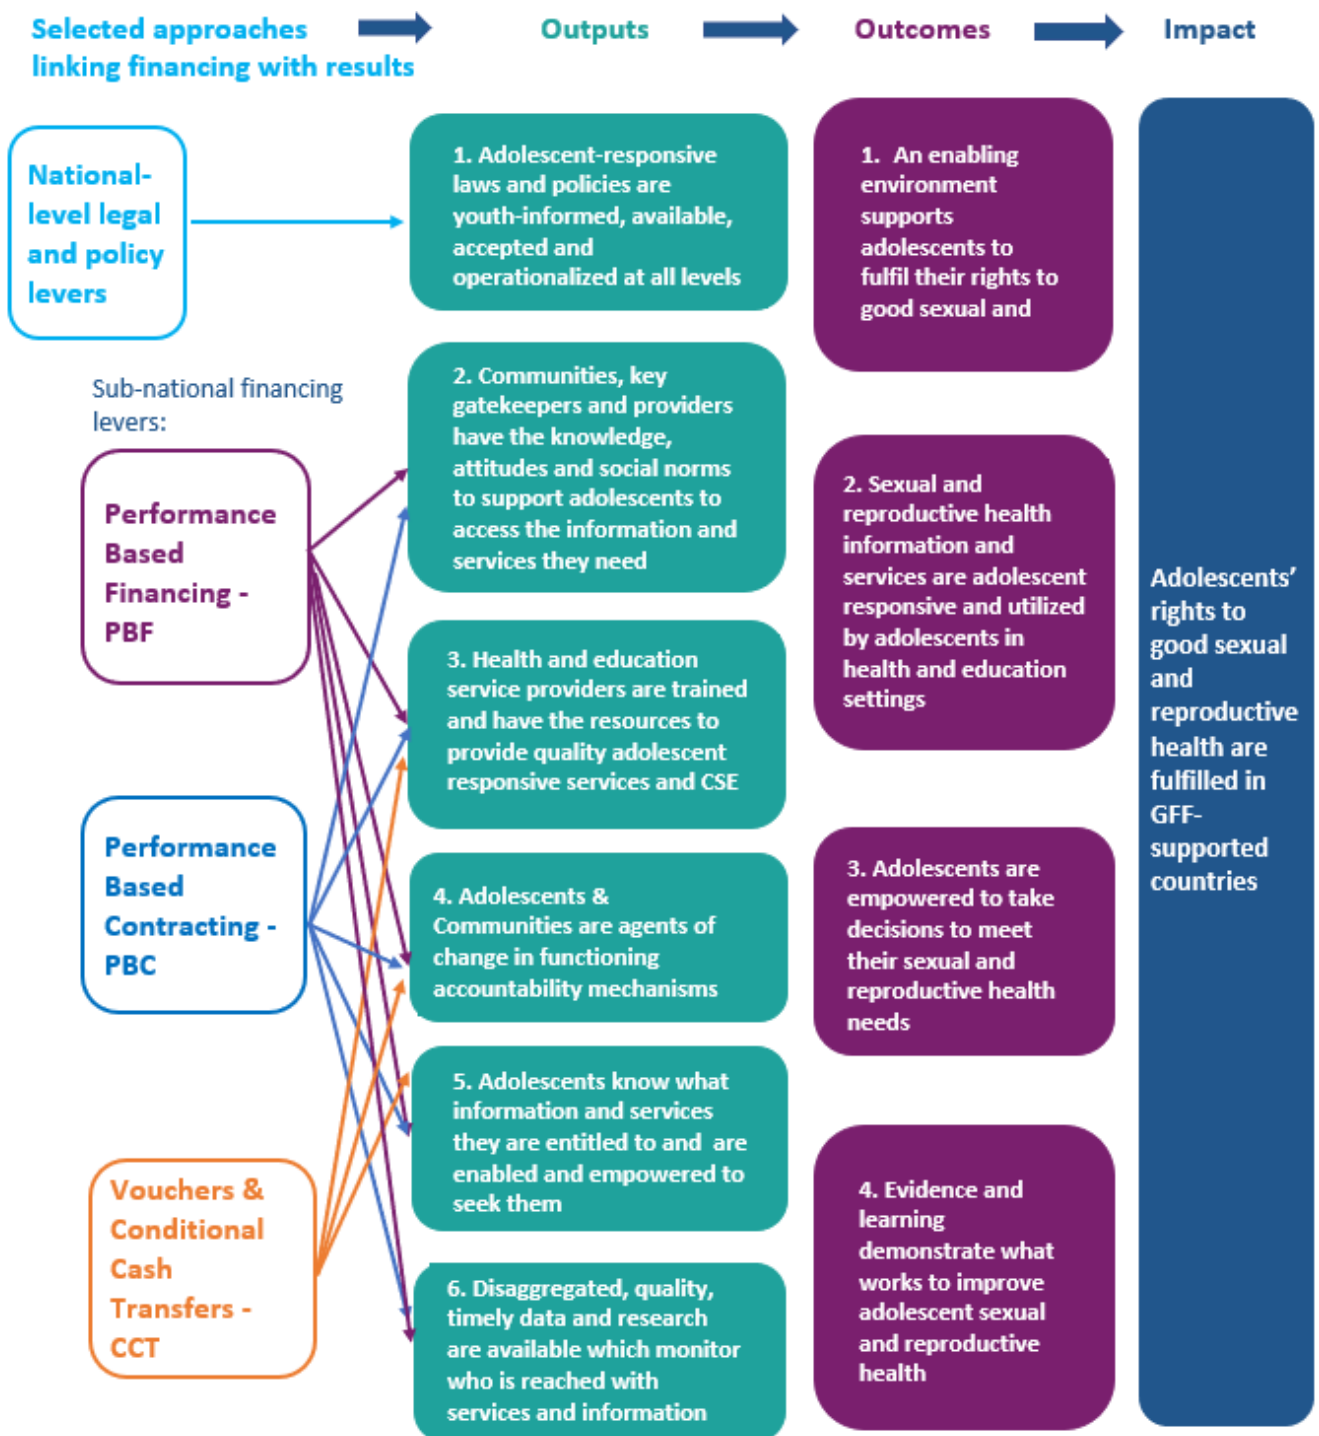 Selected approaches
linking financing with results
Outputs
Outcomes
Impact
National-
level legal
and policy
levers
Sub-national financing
levers:
Performance
Based
Financing -
PBF
Performance
Based
Contracting -
PBC
Vouchers &
Conditional
Cash
Transfers -
CCT
1. Adolescent-responsive
laws and policies are
youth-informed, available,
accepted and
operationalized at all levels
2. Communities, key
gatekeepers and providers
have the knowledge,
attitudes and social norms
to support adolescents to
access the information and
services they need
3. Health and education
service providers are trained
and have the resources to
provide quality adolescent
responsive services and CSE
4. Adolescents &
Communities are agents of
change in functioning
accountability mechanisms
5. Adolescents know what
information and services
they are entitled to and are
enabled and empowered to
seek them
6. Disaggregated, quality,
timely data and research
are available which monitor
who is reached with
services and information
1. An enabling
environment
supports
adolescents to
fulfil their rights to
good sexual and
2. Sexual and
reproductive health
information and
services are adolescent
responsive and utilized
by adolescents in
health and education
settings
3. Adolescents are
empowered to take
decisions to meet
their sexual and
reproductive health
needs
4. Evidence and
learning
demonstrate what
works to improve
adolescent sexual
and reproductive
health
Adolescents'
rights to
good sexual
and
reproductive
health are
fulfilled in
GFF-
supported
countries